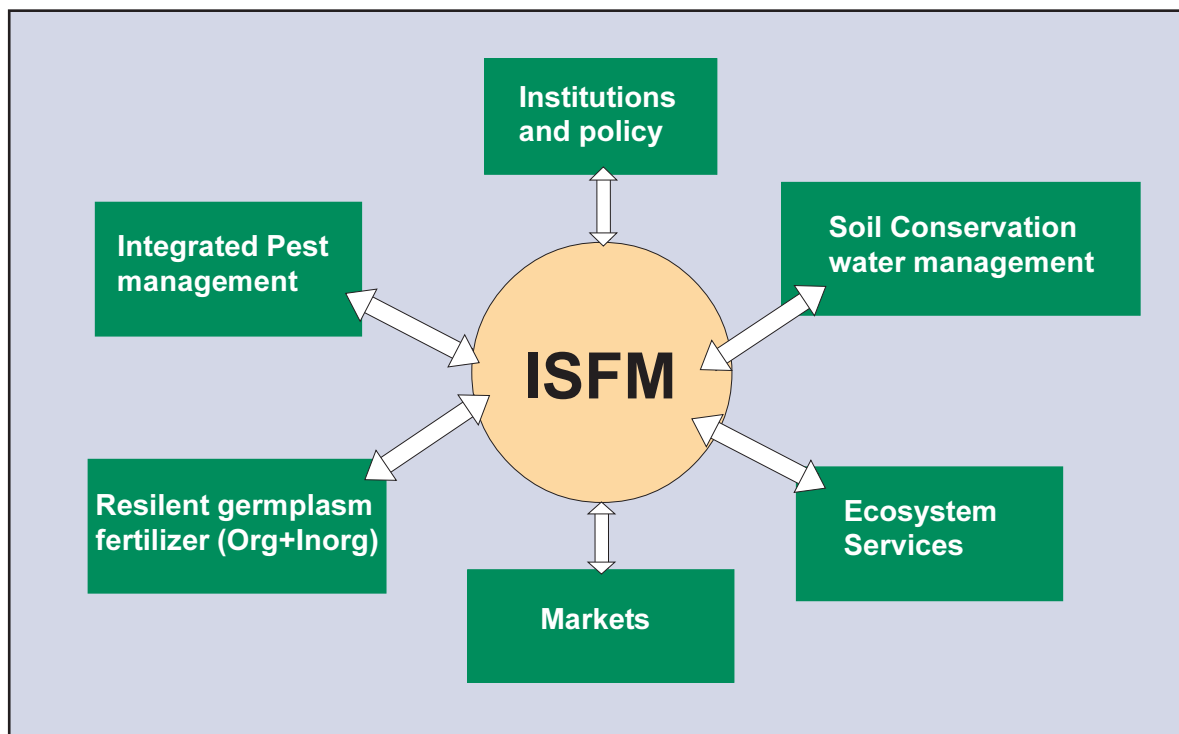 Institutions
and policy
Integrated Pest
management
Soil Conservation
water management
ISFM
Resilent germplasm
fertilizer (Org+Inorg)
Ecosystem
Services
Markets